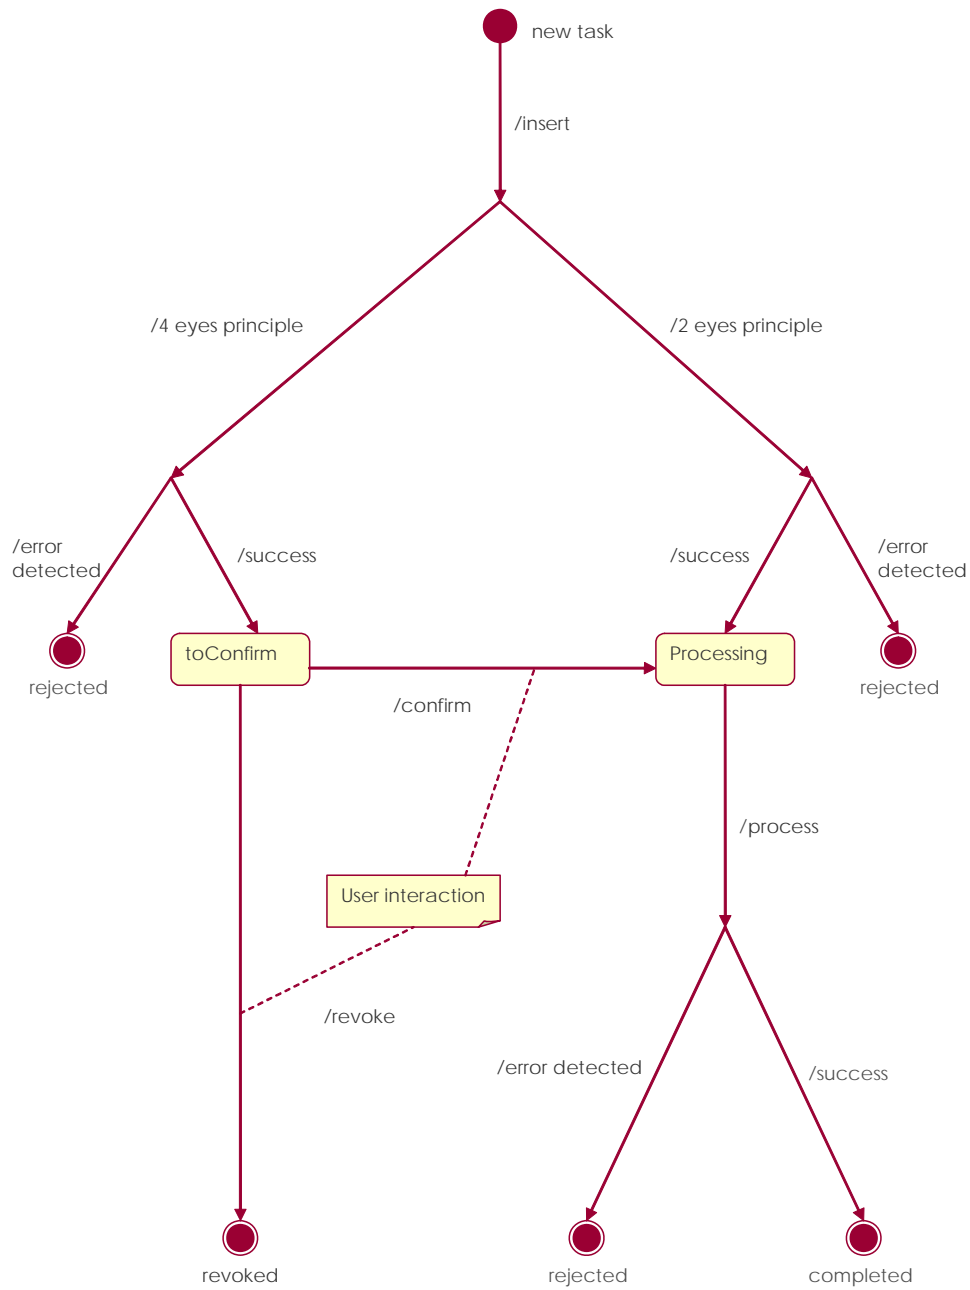 new task
/insert
/4 eyes principle
/2 eyes principle
/error
detected
/success
/success
/error
detected
toConfirm
Processing
rejected
rejected
/confirm
/process
User interaction
/revoke
/error detected
/success
revoked
rejected
completed